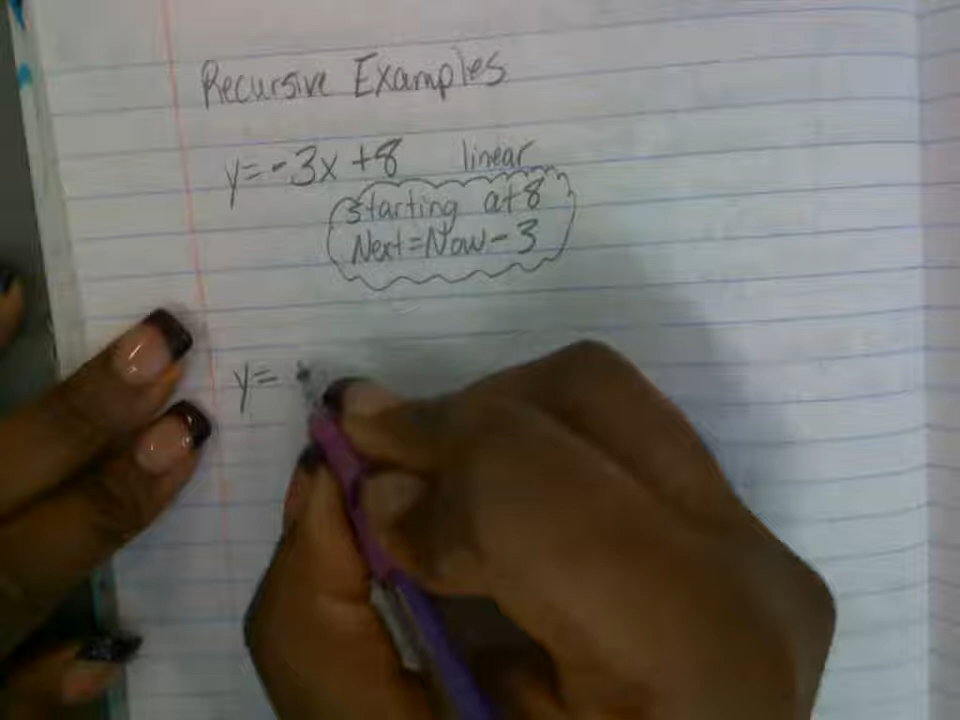 Recursive Examples
y=-3x+8 linear
starting at 8
Next=Now-3
y=